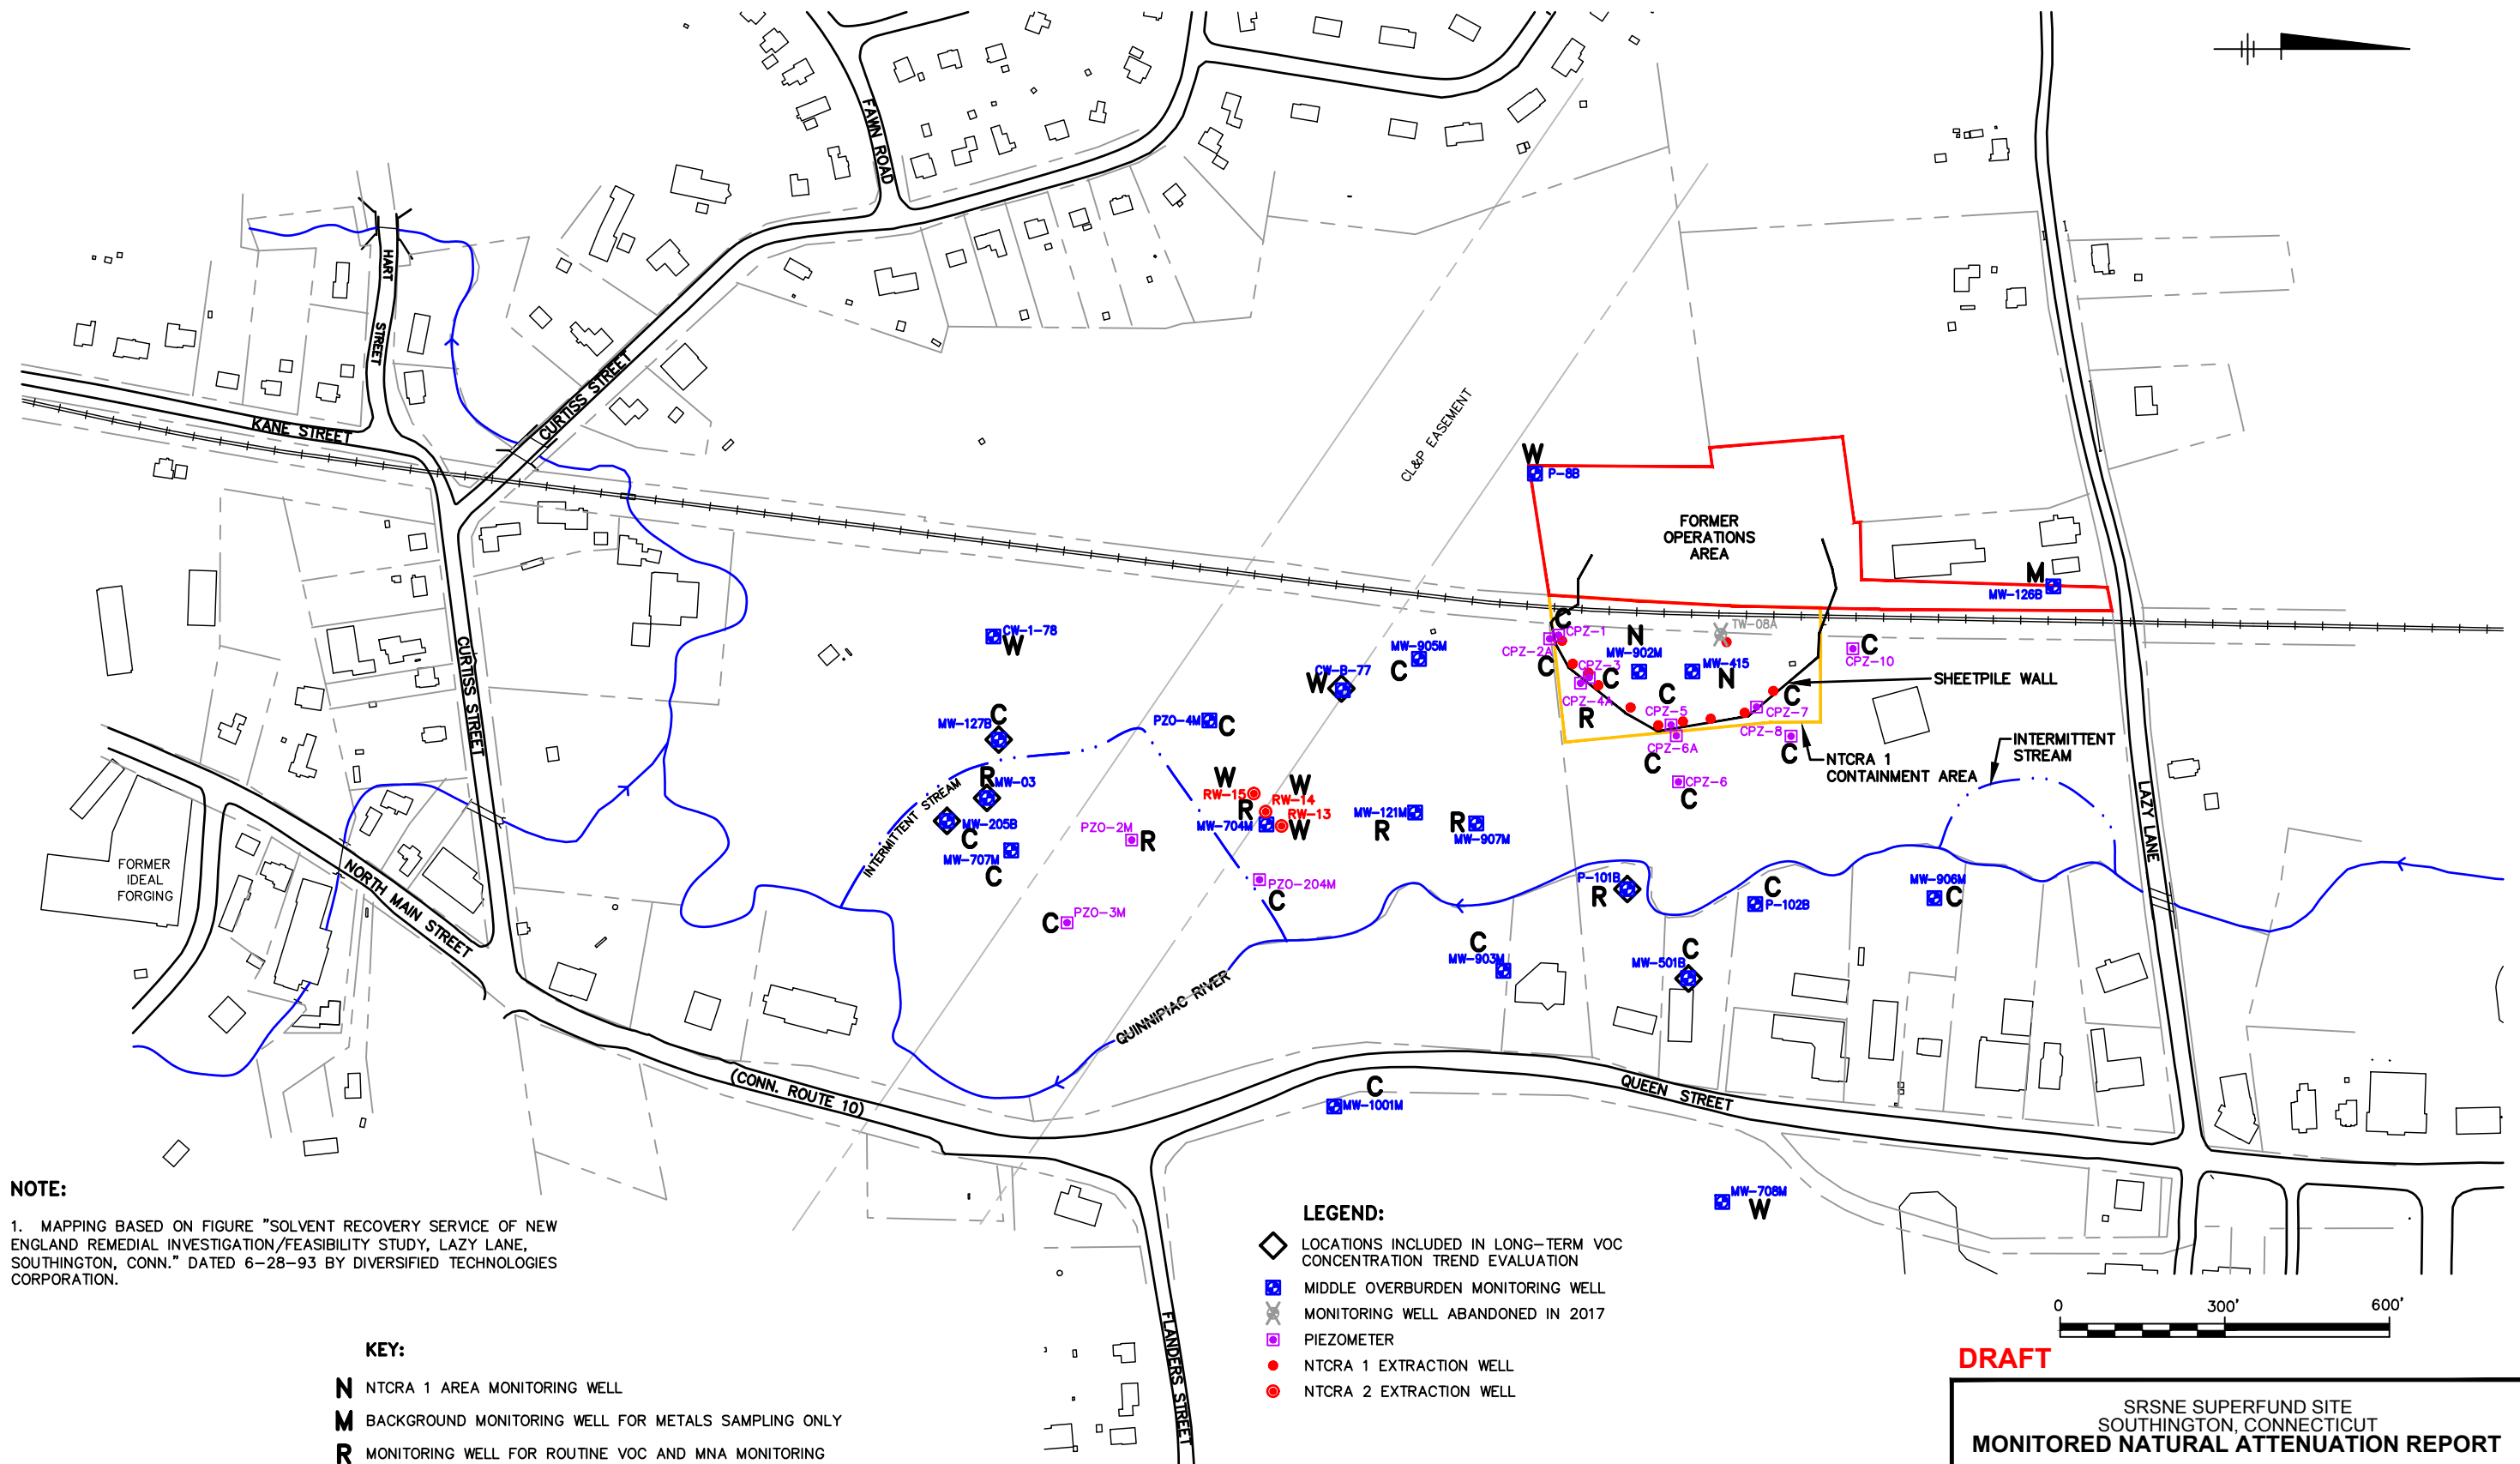 FAWN ROAD
HART
STREET
KANE STREET
CURTISS STREET
CURTISS STREET
CL&P EASEMENT
W
P-8B
FORMER
OPERATIONS
AREA
M
MW-126B
LAZY LANE
CW-1-78
W
MW-905M
C
CW-B-77
W
C
CPZ-1
CPZ-2A
C
CPZ-3
C
CPZ-4A
R
N
MW-902M
TW-08A
MW-415
N
C
CPZ-5
CPZ-6A
C
CPZ-6
C
C
CPZ-7
CPZ-8
C
CPZ-10
C
SHEETPILE WALL
NTCRA 1
CONTAINMENT AREA
INTERMITTENT
STREAM
C
MW-127B
PZO-4M
C
R
MW-03
MW-205B
C
MW-707M
C
INTERMITTENT STREAM
PZO-2M
R
W
RW-15
W
RW-14
R
RW-13
MW-704M
W
MW-121M
R
R
MW-907M
PZO-204M
C
C
PZO-3M
P-101B
R
C
P-102B
MW-906M
C
C
MW-903M
C
MW-501B
QUINNIPIAC RIVER
FORMER
IDEAL
FORGING
NORTH MAIN STREET
(CONN. ROUTE 10)
QUEEN STREET
C
MW-1001M
MW-708M
W
FLANDERS STREET
NOTE:
1. MAPPING BASED ON FIGURE "SOLVENT RECOVERY SERVICE OF NEW
ENGLAND REMEDIAL INVESTIGATION/FEASIBILITY STUDY, LAZY LANE,
SOUTHINGTON, CONN." DATED 6-28-93 BY DIVERSIFIED TECHNOLOGIES
CORPORATION.
KEY:
N NTCRA 1 AREA MONITORING WELL
M BACKGROUND MONITORING WELL FOR METALS SAMPLING ONLY
R MONITORING WELL FOR ROUTINE VOC AND MNA MONITORING
LEGEND:
LOCATIONS INCLUDED IN LONG-TERM VOC
CONCENTRATION TREND EVALUATION
MIDDLE OVERBURDEN MONITORING WELL
MONITORING WELL ABANDONED IN 2017
PIEZOMETER
NTCRA 1 EXTRACTION WELL
NTCRA 2 EXTRACTION WELL
0 300' 600'
DRAFT
SRSNE SUPERFUND SITE
SOUTHINGTON, CONNECTICUT
MONITORED NATURAL ATTENUATION REPORT